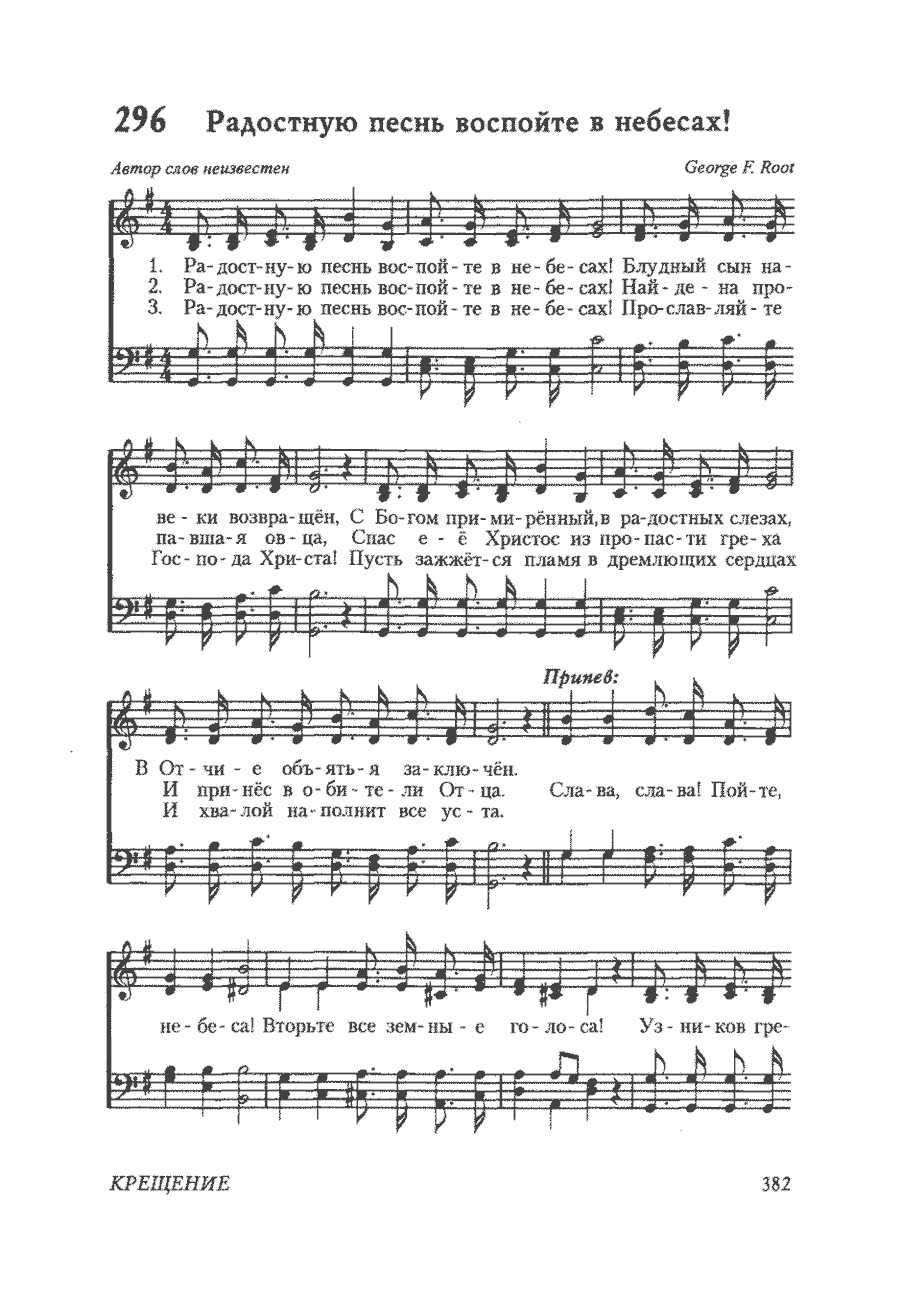 296 Радостную песнь воспойте в небесах!
Автор слов неизвестен George F. Root
1. Ра- дост- ну- ю песнь вос- пой - те в не - бе - сах! Блудный сын на -
2. Ра- дост- ну- ю песнь вос- пой - те в не - бе - сах! Най - де - на про-
3. Ра- дост- ну- ю песнь вос- пой - те в не - бе - сах! Про- слав- ляй - те
ве - ки возвра- щён, С Бо- гом при- ми- рённый, в ра- достных слезах,
па- вша- я ов - ца, Спас е - ё Христос из про- пас- ти гре- ха
Гос - по - да Хри- ста! Пусть зажжёт- ся пламя в дремлющих сердцах
Припев:
В От - чи - е объ- ять- я за- клю- чён.
И при- нёс в о- би - те - ли От - ца. Сла- ва, сла- ва! Пой- те,
И хва- лой на- полнит все ус - та.
не- бе- са! Вторьте все зем- ны - е го- ло- са! Уз- ни- ков гре-
КРЕЩЕНИЕ 382